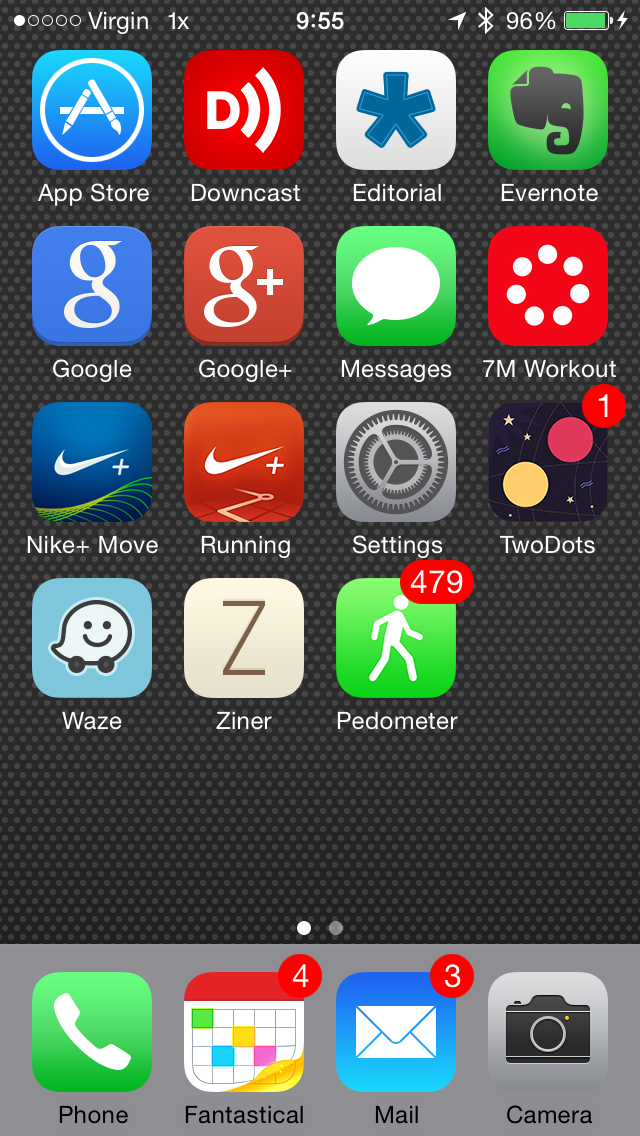 Virgin 1x 9:55 96%
D
App Store Downcast Editorial Evernote
g g+
Google Google+ Messages 7M Workout
1
+ +
Nike+ Move Running Settings TwoDots
479
Z
Waze Ziner Pedometer
4 3
Phone Fantastical Mail Camera